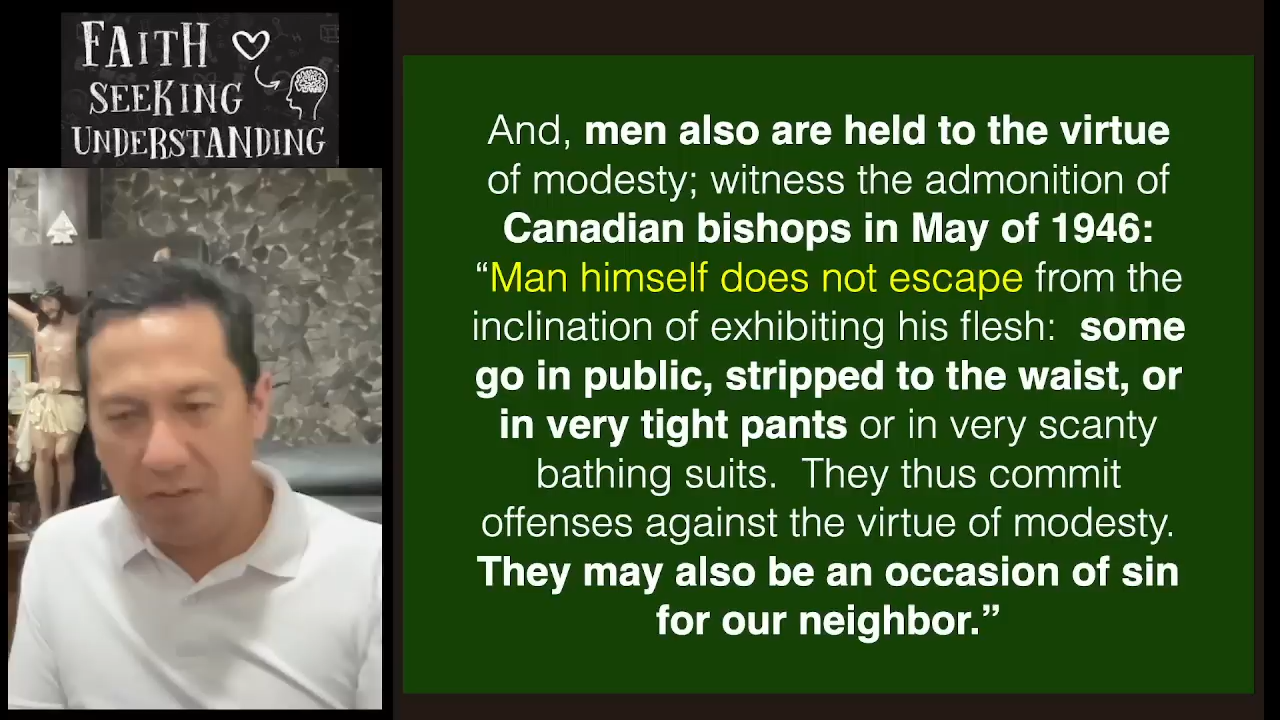 FAITH
SEEKING
UNDERSTANDING
And, men also are held to the virtue
of modesty; witness the admonition of
Canadian bishops in May of 1946:
“Man himself does not escape from the
inclination of exhibiting his flesh: some
go in public, stripped to the waist, or
in very tight pants or in very scanty
bathing suits. They thus commit
offenses against the virtue of modesty.
They may also be an occasion of sin
for our neighbor.”